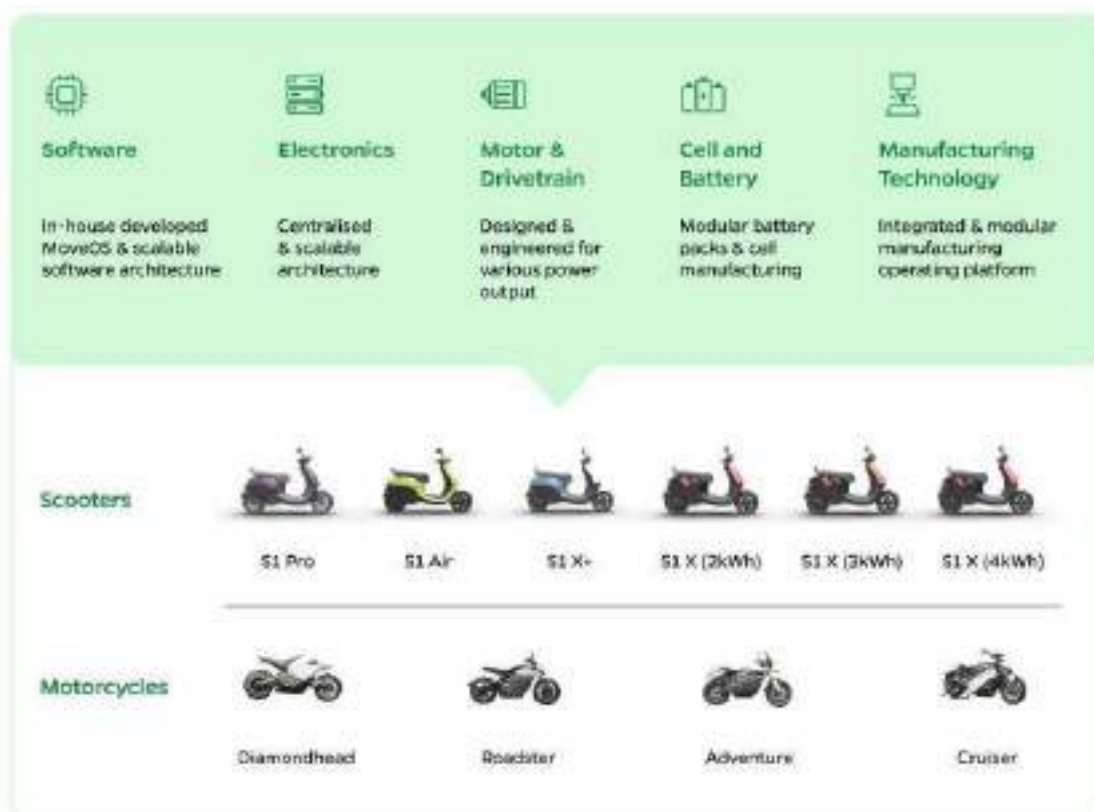 Software
Electronics
Motor &
Drivetrain
Cell and
Battery
Manufacturing
Technology
In-house developed
MoveOS & scalable
software architecture
Centralised
& scalable
architecture
Designed &
engineered for
various power
output
Modular battery
packs & cell
manufacturing
Integrated & modular
manufacturing
operating platform
Scooters
S1 Pro
S1 Air
S1 X+
S1 X (2kWh)
S1 X (3kWh)
S1 X (4kWh)
Motorcycles
Diamondhead
Roadster
Adventure
Cruiser